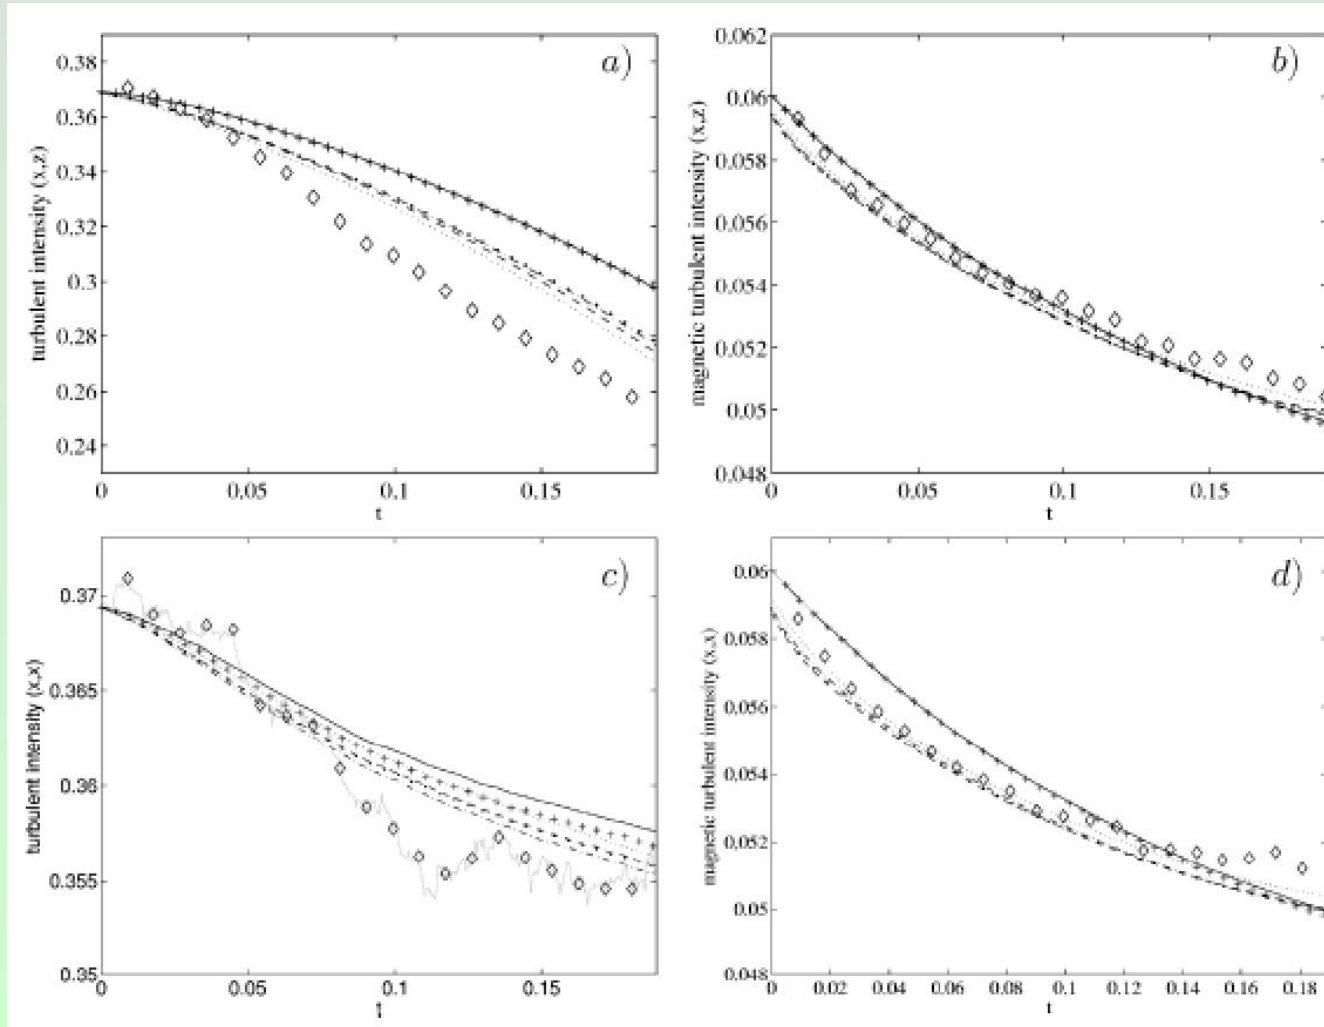 a)
turbulent intensity (x,z)
0.38
0.36
0.34
0.32
0.3
0.28
0.26
0.24
0 0.05 0.1 0.15
t
b)
magnetic turbulent intensity (x,z)
0.062
0.06
0.058
0.056
0.054
0.052
0.05
0.048
0 0.05 0.1 0.15
t
c)
turbulent intensity (x,x)
0.37
0.365
0.36
0.355
0.35
0 0.05 0.1 0.15
t
d)
magnetic turbulent intensity (x,x)
0.06
0.058
0.056
0.054
0.052
0.05
0.048
0 0.02 0.04 0.06 0.08 0.1 0.12 0.14 0.16 0.18
t